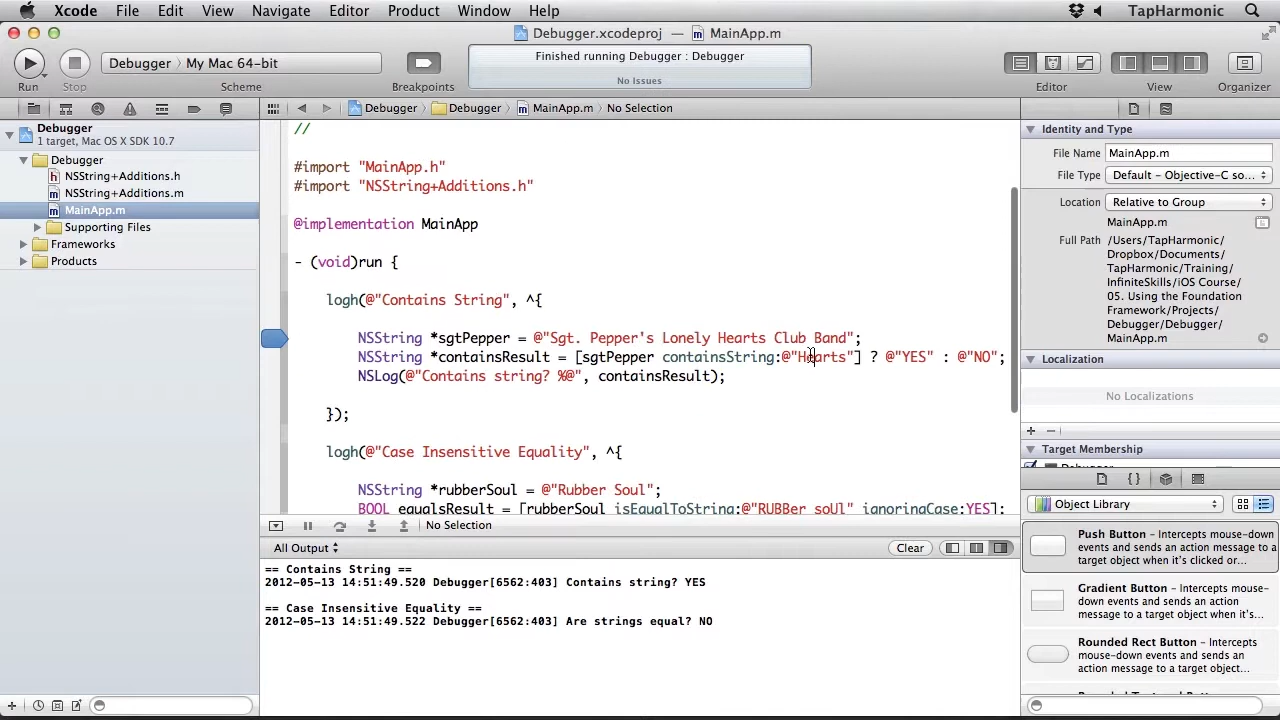 Xcode File Edit View Navigate Editor Product Window Help TapHarmonic
Debugger.xcodeproj — MainApp.m
Run Stop Debugger > My Mac 64-bit Scheme Breakpoints
Finished running Debugger : Debugger
No Issues
Editor View Organizer
Debugger
1 target, Mac OS X SDK 10.7
Debugger
NSString+Additions.h
NSString+Additions.m
MainApp.m
Supporting Files
Frameworks
Products
Debugger Debugger MainApp.m No Selection
//
#import "MainApp.h"
#import "NSString+Additions.h"
@implementation MainApp
- (void)run {
logh(@"Contains String", ^{
NSString *sgtPepper = @"Sgt. Pepper's Lonely Hearts Club Band";
NSString *containsResult = [sgtPepper containsString:@"Hearts"] ? @"YES" : @"NO";
NSLog(@"Contains string? %@", containsResult);
});
logh(@"Case Insensitive Equality", ^{
NSString *rubberSoul = @"Rubber Soul";
BOOL equalsResult = [rubberSoul isEqualToString:@"RUBBer soUl" ignoringCase:YES];
No Selection
All Output
Clear
== Contains String ==
2012-05-13 14:51:49.520 Debugger[6562:403] Contains string? YES
== Case Insensitive Equality ==
2012-05-13 14:51:49.522 Debugger[6562:403] Are strings equal? NO
Identity and Type
File Name MainApp.m
File Type Default - Objective-C so...
Location Relative to Group
MainApp.m
Full Path /Users/TapHarmonic/
Dropbox/Documents/
TapHarmonic/Training/
InfiniteSkills/iOS Course/
05. Using the Foundation
Framework/Projects/
Debugger/Debugger/
MainApp.m
Localization
No Localizations
Target Membership
Object Library
Push Button – Intercepts mouse-down
events and sends an action message to a
target object when it's clicked or...
Gradient Button – Intercepts mouse-
down events and sends an action
message to a target object when it's...
Rounded Rect Button – Intercepts
mouse-down events and sends an
action message to a target object...